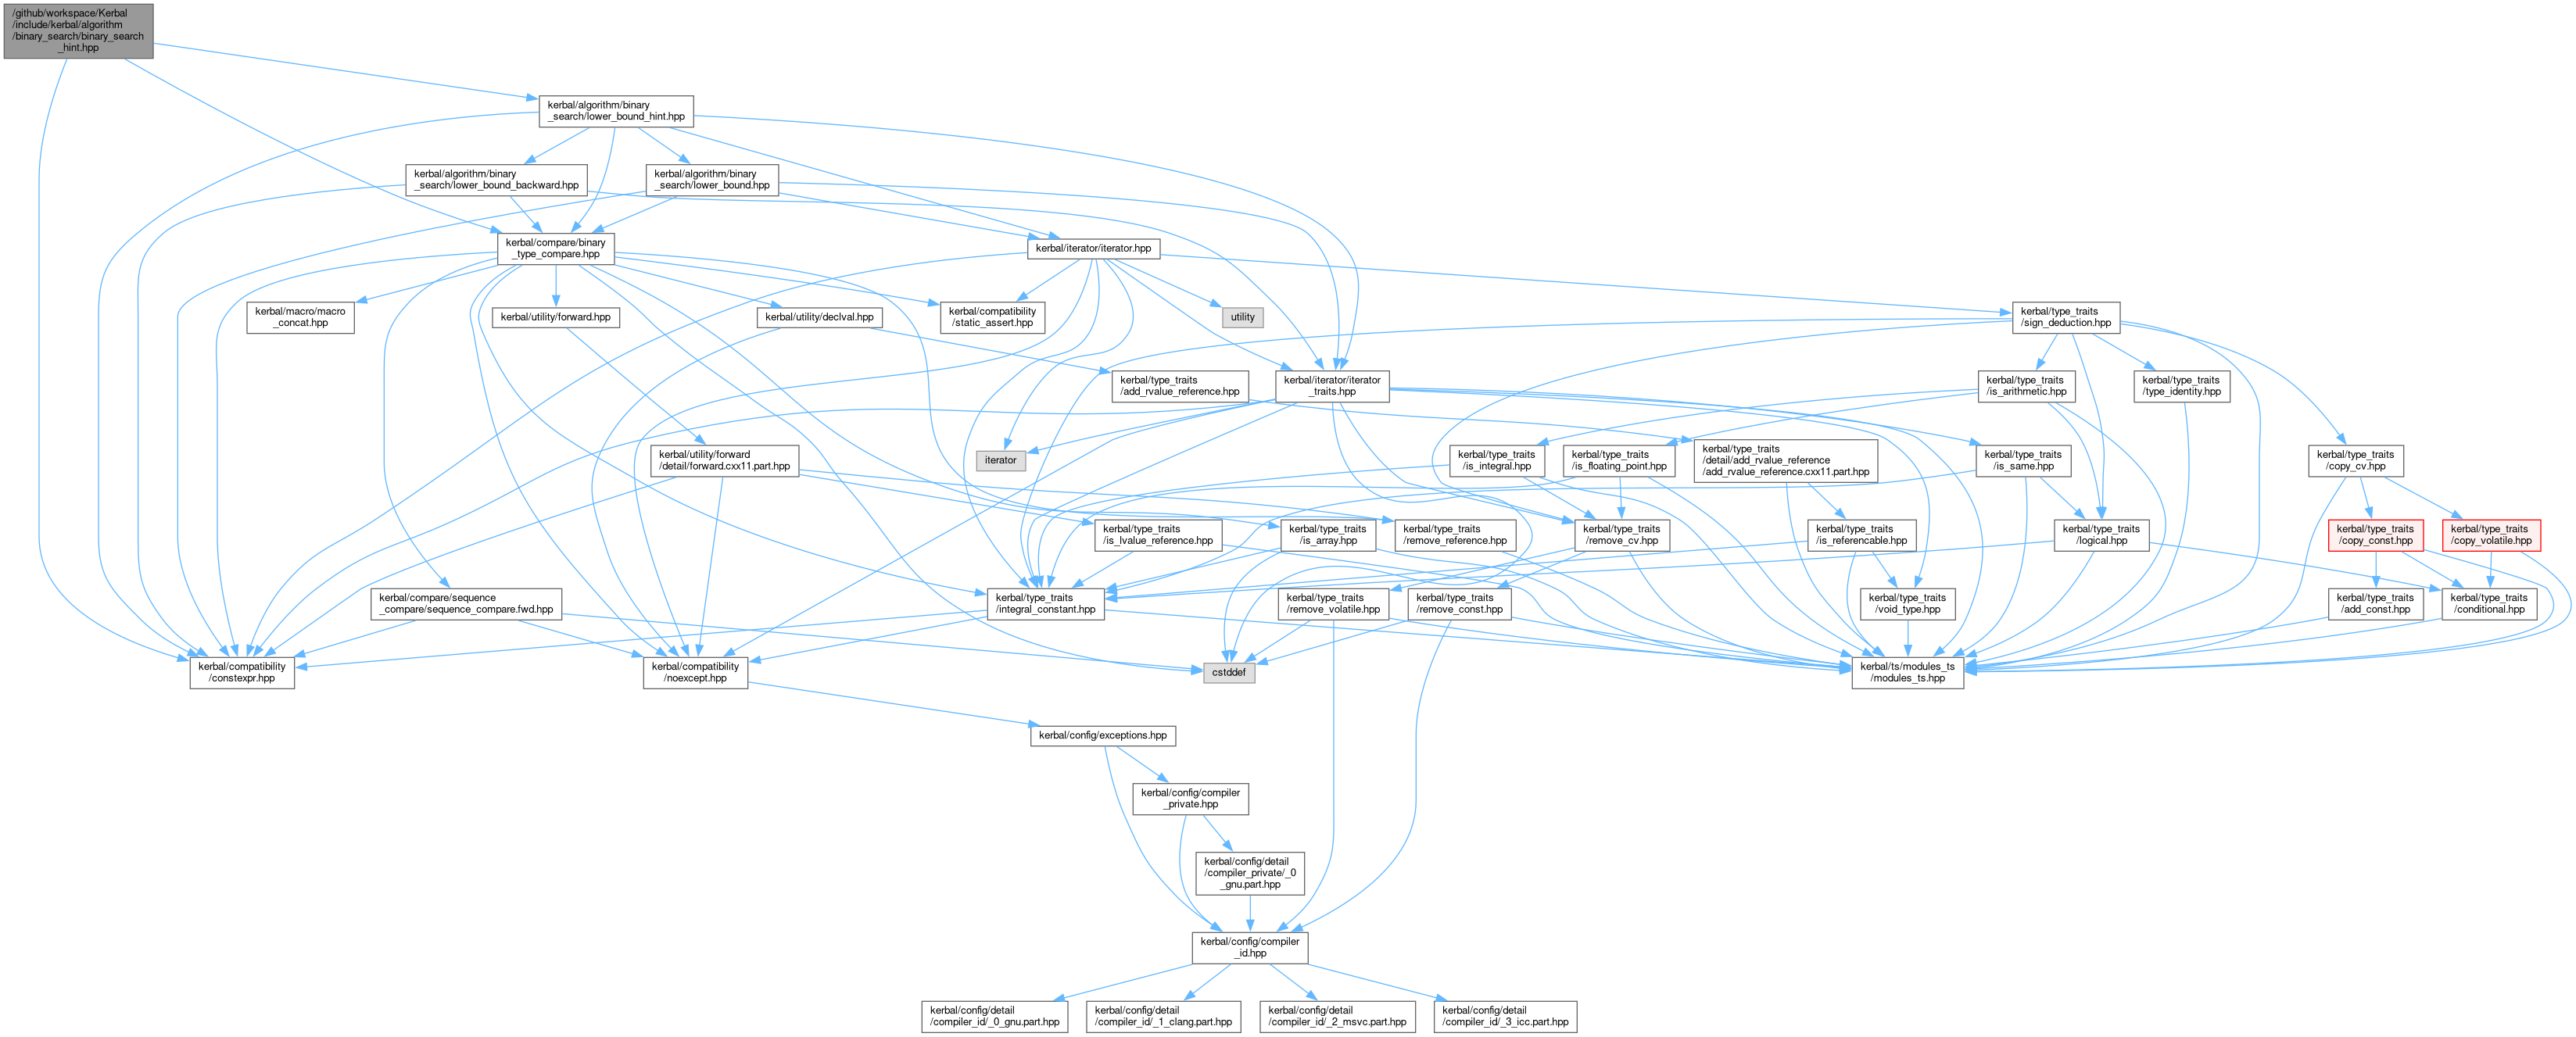 /github/workspace/Kerbal
/include/kerbal/algorithm
/binary_search/binary_search
_hint.hpp
kerbal/algorithm/binary
_search/lower_bound_hint.hpp
kerbal/algorithm/binary
_search/lower_bound_backward.hpp
kerbal/algorithm/binary
_search/lower_bound.hpp
kerbal/compare/binary
_type_compare.hpp
kerbal/iterator/iterator.hpp
kerbal/macro/macro
_concat.hpp
kerbal/utility/forward.hpp
kerbal/utility/declval.hpp
kerbal/compatibility
/static_assert.hpp
utility
kerbal/type_traits
/sign_deduction.hpp
kerbal/type_traits
/add_rvalue_reference.hpp
kerbal/iterator/iterator
_traits.hpp
kerbal/type_traits
/is_arithmetic.hpp
kerbal/type_traits
/type_identity.hpp
kerbal/utility/forward
/detail/forward.cxx11.part.hpp
iterator
kerbal/type_traits
/is_integral.hpp
kerbal/type_traits
/is_floating_point.hpp
kerbal/type_traits
/detail/add_rvalue_reference
/add_rvalue_reference.cxx11.part.hpp
kerbal/type_traits
/is_same.hpp
kerbal/type_traits
/copy_cv.hpp
kerbal/type_traits
/is_lvalue_reference.hpp
kerbal/type_traits
/is_array.hpp
kerbal/type_traits
/remove_reference.hpp
kerbal/type_traits
/remove_cv.hpp
kerbal/type_traits
/is_referencable.hpp
kerbal/type_traits
/logical.hpp
kerbal/type_traits
/copy_const.hpp
kerbal/type_traits
/copy_volatile.hpp
kerbal/compare/sequence
_compare/sequence_compare.fwd.hpp
kerbal/type_traits
/integral_constant.hpp
kerbal/type_traits
/remove_volatile.hpp
kerbal/type_traits
/remove_const.hpp
kerbal/type_traits
/void_type.hpp
kerbal/type_traits
/add_const.hpp
kerbal/type_traits
/conditional.hpp
kerbal/compatibility
/constexpr.hpp
kerbal/compatibility
/noexcept.hpp
cstddef
kerbal/ts/modules_ts
/modules_ts.hpp
kerbal/config/exceptions.hpp
kerbal/config/compiler
_private.hpp
kerbal/config/detail
/compiler_private/_0
_gnu.part.hpp
kerbal/config/compiler
_id.hpp
kerbal/config/detail
/compiler_id/_0_gnu.part.hpp
kerbal/config/detail
/compiler_id/_1_clang.part.hpp
kerbal/config/detail
/compiler_id/_2_msvc.part.hpp
kerbal/config/detail
/compiler_id/_3_icc.part.hpp